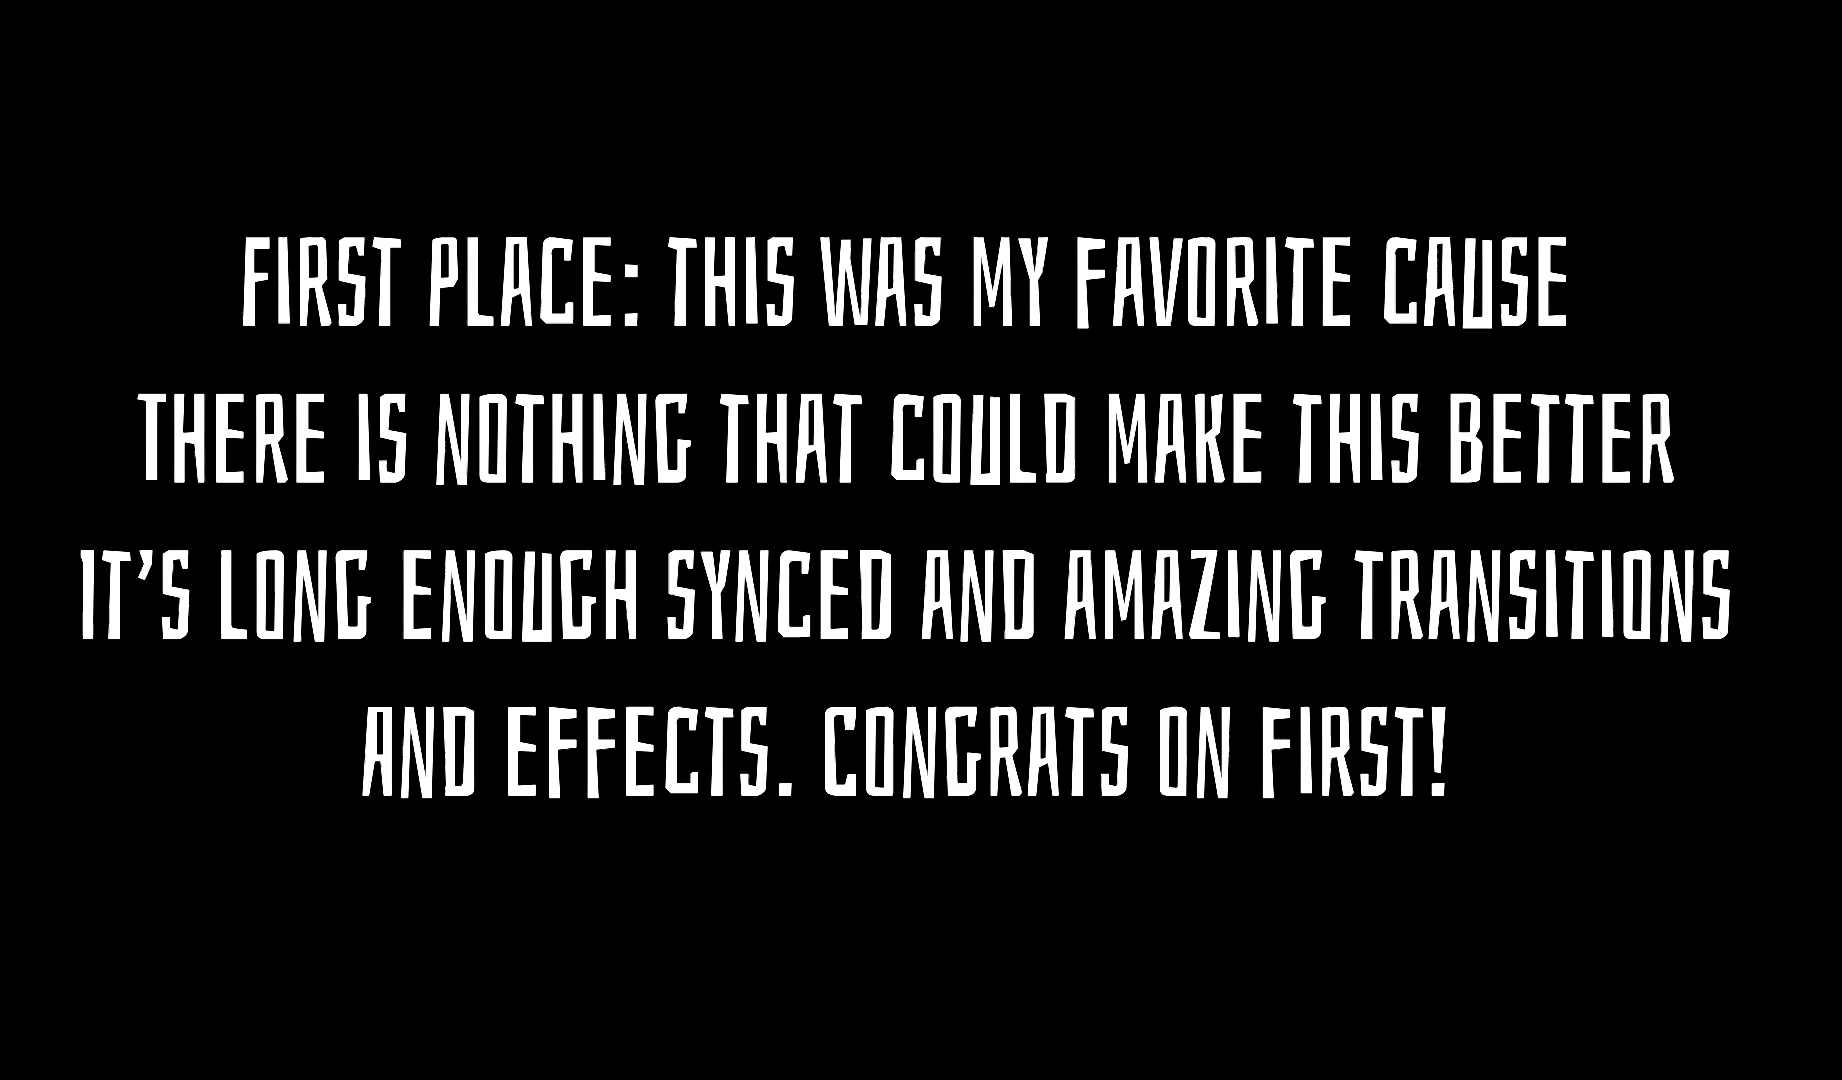 FIRST PLACE: THIS WAS MY FAVORITE CAUSE
THERE IS NOTHING THAT COULD MAKE THIS BETTER
IT'S LONG ENOUGH SYNCED AND AMAZING TRANSITIONS
AND EFFECTS. CONGRATS ON FIRST!